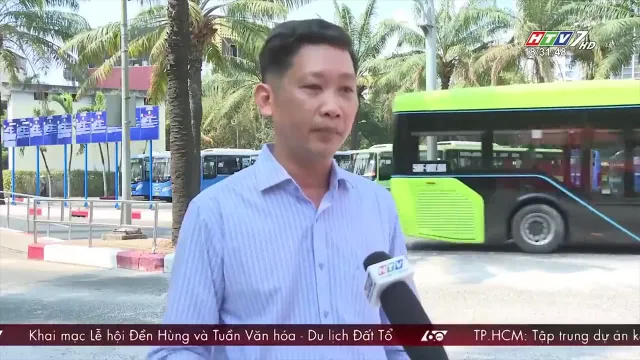 HTV7 HD
HTV
Khai mạc Lễ hội Đền Hùng và Tuần Văn hóa - Du lịch Đất Tổ
60
TP.HCM: Tập trung dự án k